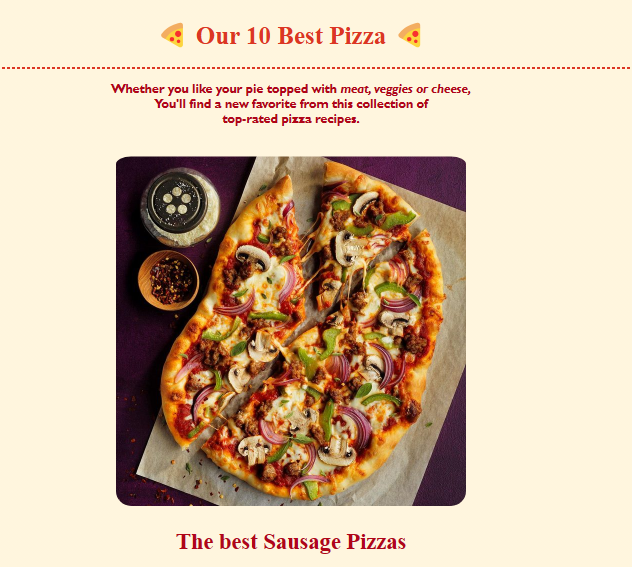 🍕 Our 10 Best Pizza 🍕
Whether you like your pie topped with meat, veggies or cheese,
You'll find a new favorite from this collection of
top-rated pizza recipes.
The best Sausage Pizzas